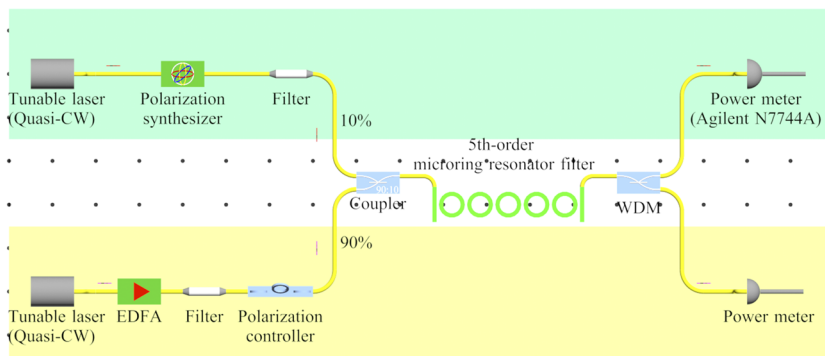 Tunable laser
(Quasi-CW)
Polarization
synthesizer
Filter
10%
Power meter
(Agilent N7744A)
5th-order
microring resonator filter
90:10
Coupler
WDM
90%
Tunable laser
(Quasi-CW)
EDFA
Filter
Polarization
controller
Power meter